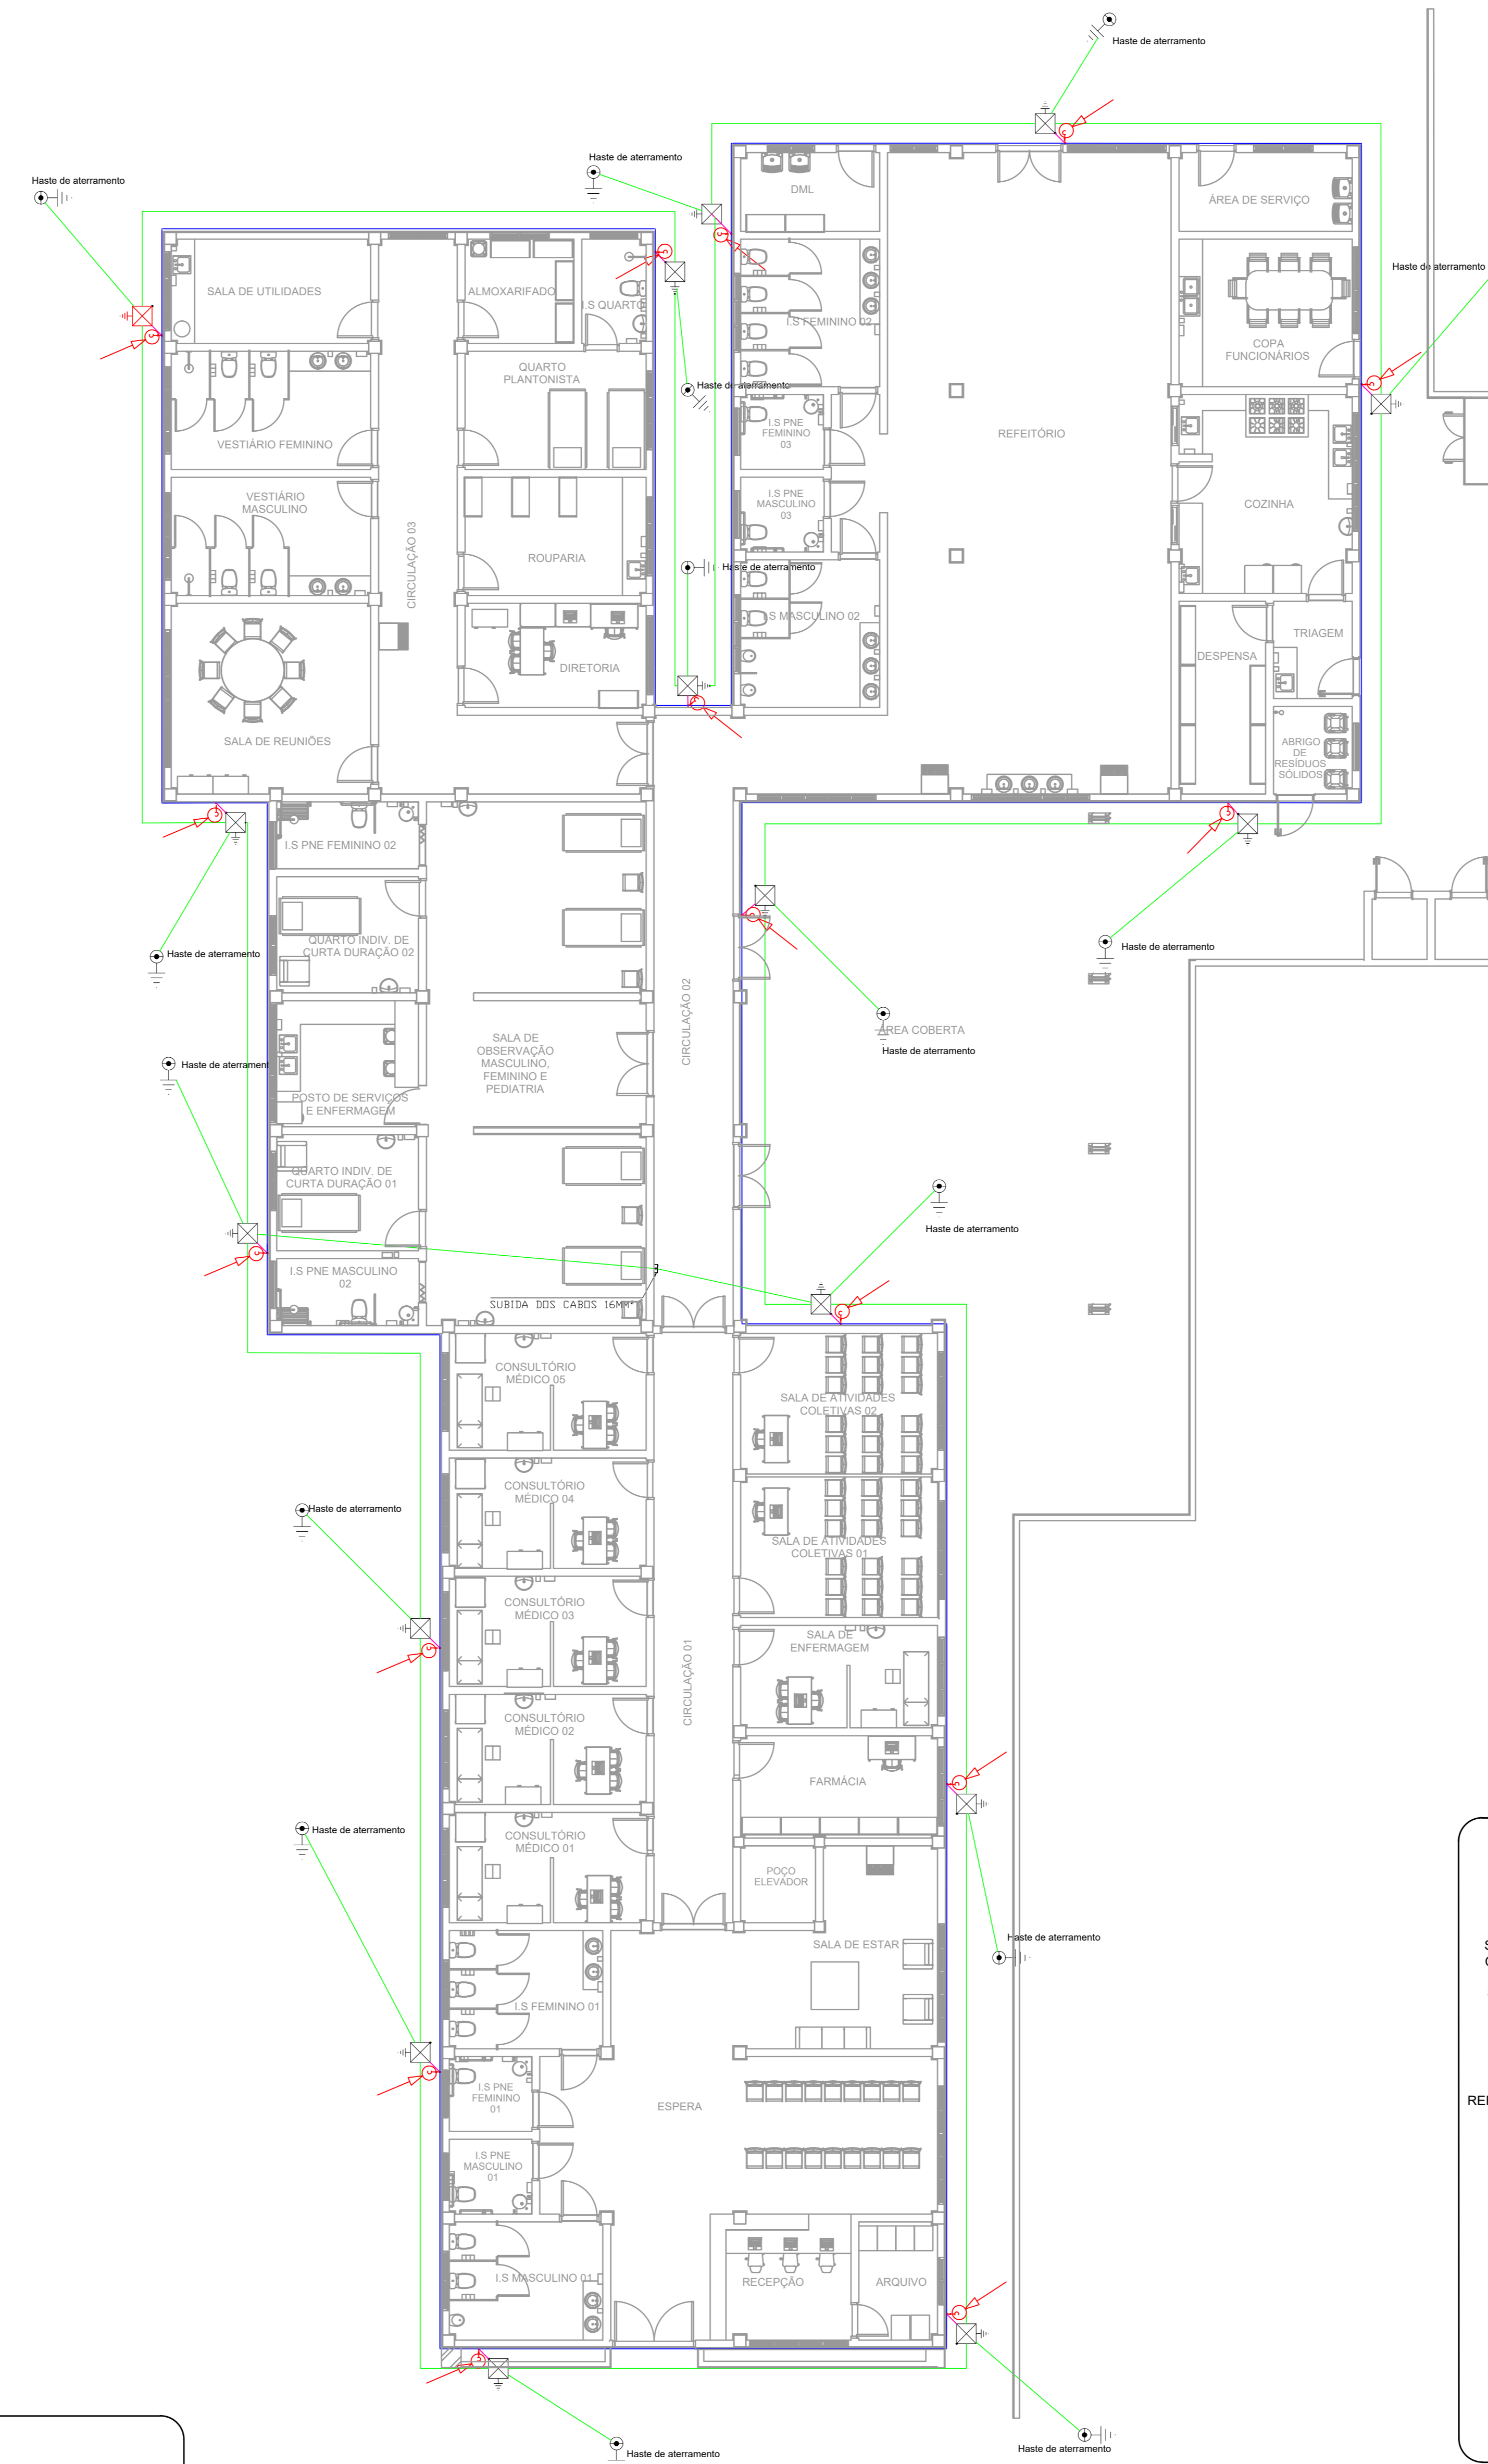 Haste de aterramento
Haste de aterramento
Haste de aterramento
DML
ÁREA DE SERVIÇO
Haste de aterramento
SALA DE UTILIDADES
ALMOXARIFADO
I.S QUARTO
I.S FEMININO 02
COPA
FUNCIONÁRIOS
QUARTO
PLANTONISTA
Haste de aterramento
VESTIÁRIO FEMININO
I.S PNE
FEMININO
03
REFEITÓRIO
VESTIÁRIO
MASCULINO
I.S PNE
MASCULINO
03
COZINHA
CIRCULAÇÃO 03
ROUPARIA
Haste de aterramento
I.S MASCULINO 02
TRIAGEM
DESPENSA
DIRETORIA
SALA DE REUNIÕES
ABRIGO
DE
RESÍDUOS
SÓLIDOS
I.S PNE FEMININO 02
Haste de aterramento
QUARTO INDIV. DE
CURTA DURAÇÃO 02
Haste de aterramento
CIRCULAÇÃO 02
ÁREA COBERTA
Haste de aterramento
SALA DE
OBSERVAÇÃO
MASCULINO,
FEMININO E
PEDIATRIA
Haste de aterrament
POSTO DE SERVIÇOS
E ENFERMAGEM
QUARTO INDIV. DE
CURTA DURAÇÃO 01
Haste de aterramento
I.S PNE MASCULINO
02
SUBIDA DOS CABOS 16MM²
CONSULTÓRIO
MÉDICO 05
SALA DE ATIVIDADES
COLETIVAS 02
CONSULTÓRIO
MÉDICO 04
Haste de aterramento
SALA DE ATIVIDADES
COLETIVAS 01
CONSULTÓRIO
MÉDICO 03
SALA DE
ENFERMAGEM
CIRCULAÇÃO 01
CONSULTÓRIO
MÉDICO 02
FARMÁCIA
Haste de aterramento
CONSULTÓRIO
MÉDICO 01
POÇO
ELEVADOR
Haste de aterramento
SALA DE ESTAR
I.S FEMININO 01
I.S PNE
FEMININO
01
ESPERA
I.S PNE
MASCULINO
01
I.S MASCULINO 01
RECEPÇÃO
ARQUIVO
Haste de aterramento
Haste de aterramento